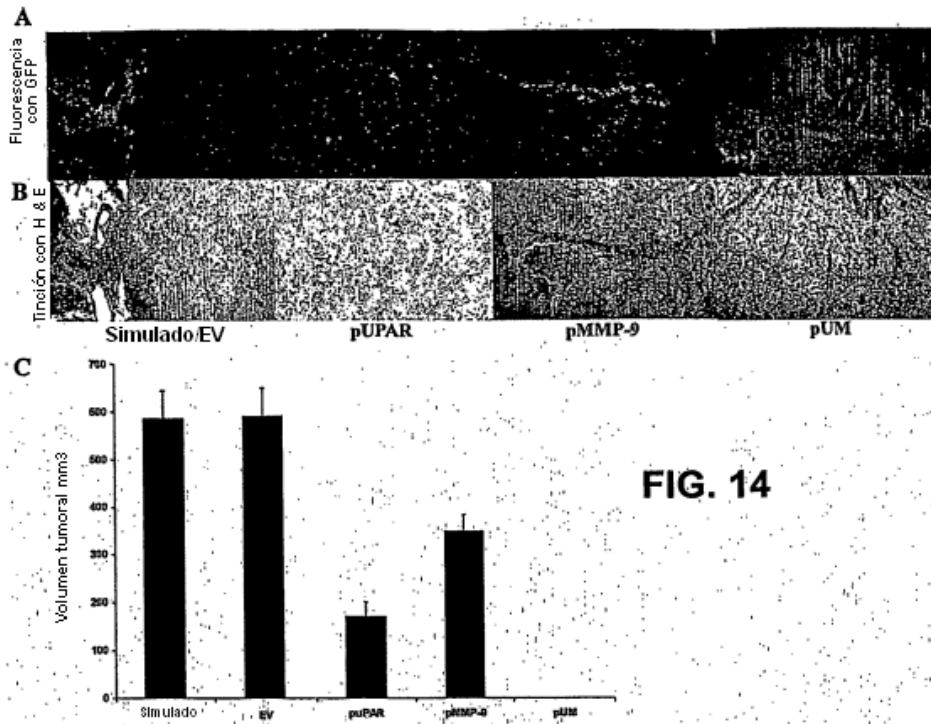 A
Fluorescencia
con GFP
B
Tinción con H & E
Simulado/EV pUPAR pMMP-9 pUM
C
Volumen tumoral mm3
700
600
500
400
300
200
100
0
Simulado EV puPAR pMMP-9 pUM
FIG. 14